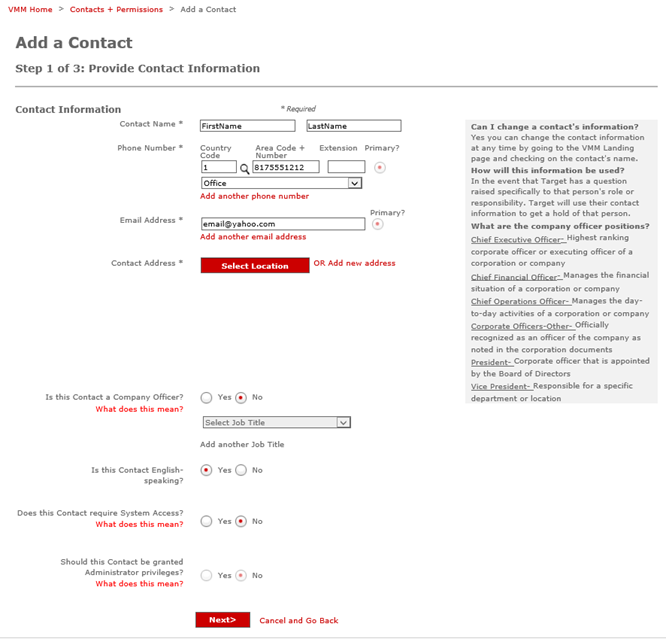 VMM Home > Contacts + Permissions > Add a Contact
Add a Contact
Step 1 of 3: Provide Contact Information
Contact Information
* Required
Contact Name * FirstName LastName
Phone Number * Country Code Area Code + Number Extension Primary?
1 8175551212
Office
Add another phone number
Primary?
Email Address * email@yahoo.com
Add another email address
Contact Address * Select Location OR Add new address
Is this Contact a Company Officer? Yes No
What does this mean?
Select Job Title
Add another Job Title
Is this Contact English-
speaking?
Yes No
Does this Contact require System Access? Yes No
What does this mean?
Should this Contact be granted
Administrator privileges? Yes No
What does this mean?
Next> Cancel and Go Back
Can I change a contact's information?
Yes you can change the contact information
at any time by going to the VMM Landing
page and checking on the contact's name.
How will this information be used?
In the event that Target has a question
raised specifically to that person's role or
responsibility. Target will use their contact
information to get a hold of that person.
What are the company officer positions?
Chief Executive Officer- Highest ranking
corporate officer or executing officer of a
corporation or company
Chief Financial Officer- Manages the financial
situation of a corporation or company
Chief Operations Officer- Manages the day-
to-day activities of a corporation or company
Corporate Officers-Other- Officially
recognized as an officer of the company as
noted in the corporation documents
President- Corporate officer that is appointed
by the Board of Directors
Vice President- Responsible for a specific
department or location